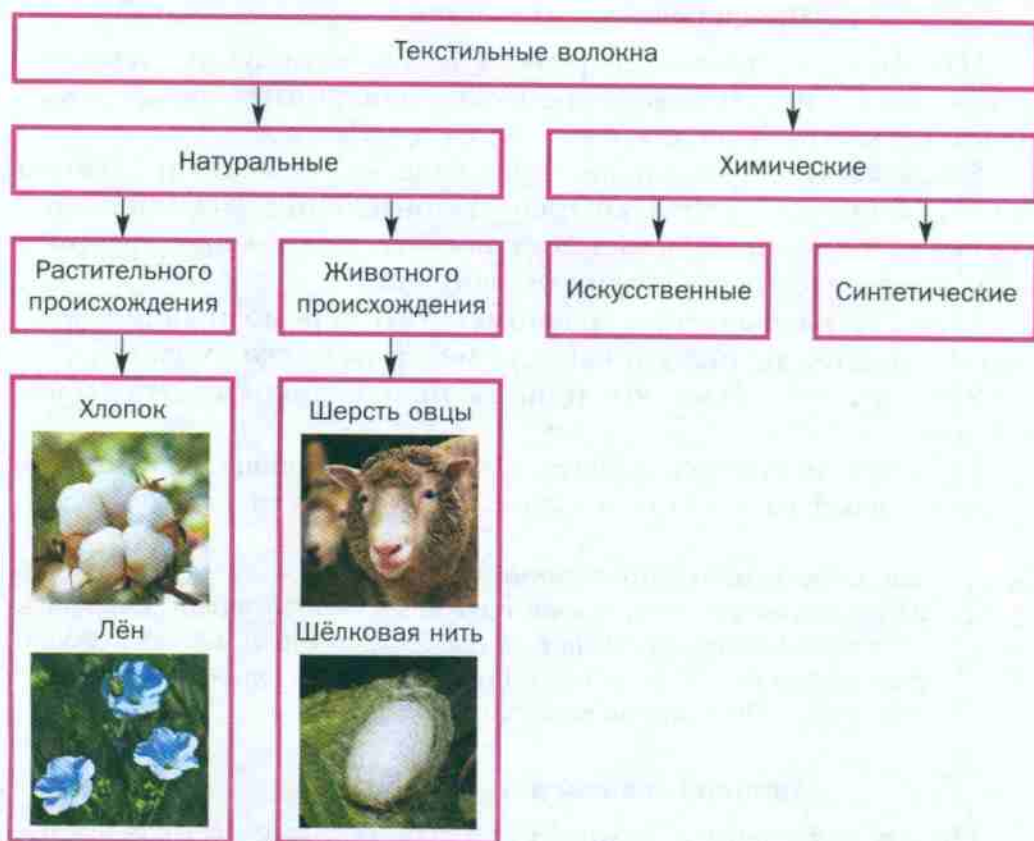 Текстильные волокна
Натуральные
Химические
Растительного
происхождения
Животного
происхождения
Искусственные
Синтетические
Хлопок
Шерсть овцы
Лён
Шёлковая нить